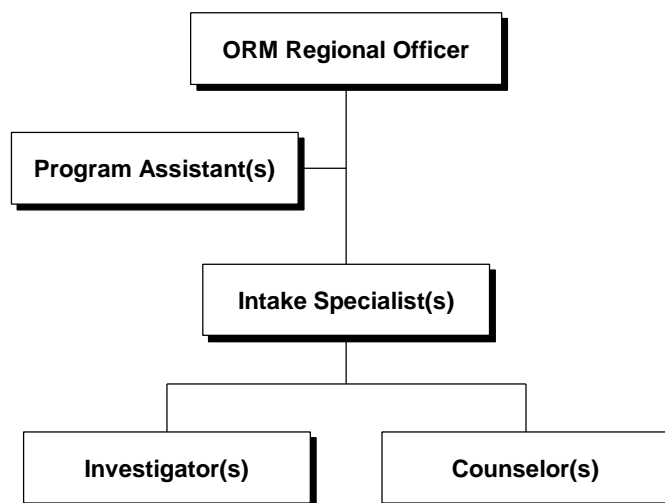 ORM Regional Officer
Program Assistant(s)
Intake Specialist(s)
Investigator(s)
Counselor(s)